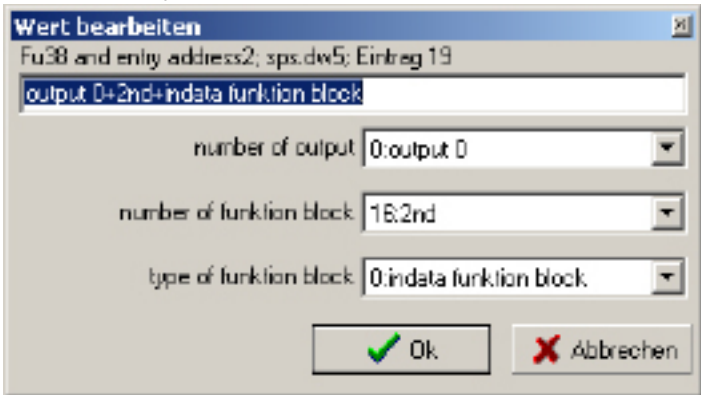 Wert bearbeiten
Fu38 and entry address2; sps.dw5; Eintrag 19
output 0+2nd+indata funktion block
number of output 0:output 0
number of funktion block 16:2nd
type of funktion block 0:indata funktion block
Ok Abbrechen